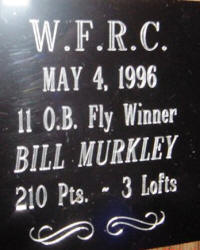 W.F.R.C.
MAY 4, 1996
11 O.B. Fly Winner
BILL MURKLEY
210 Pts. ~ 3 Lofts